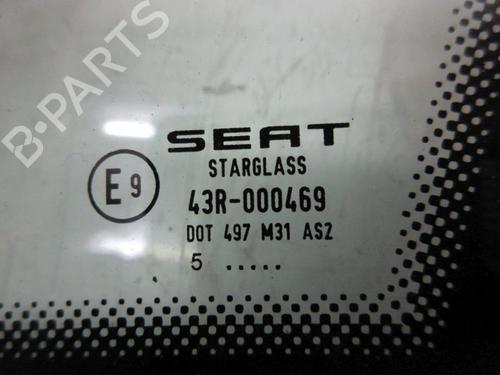 B-PARTS
SEAT
STARGLASS
E9
43R-000469
DOT 497 M31 AS2
5 .....